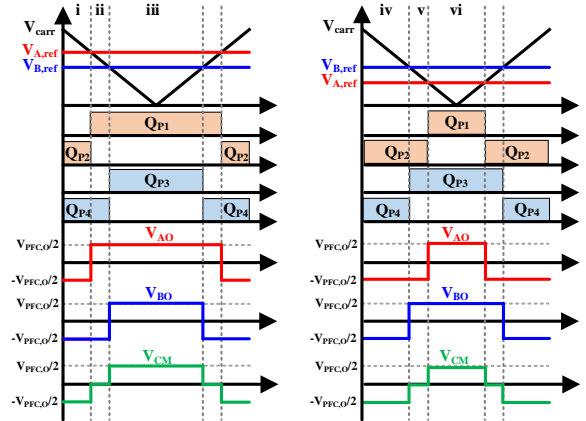 i ii iii
V_carr
V_A,ref
V_B,ref
Q_P1
Q_P2 Q_P2
Q_P3
Q_P4 Q_P4
V_AO
V_PFC,O/2
-V_PFC,O/2
V_BO
V_PFC,O/2
-V_PFC,O/2
V_CM
V_PFC,O/2
-V_PFC,O/2
iv v vi
V_carr
V_B,ref
V_A,ref
Q_P1
Q_P2 Q_P2
Q_P3
Q_P4 Q_P4
V_AO
V_PFC,O/2
-V_PFC,O/2
V_BO
V_PFC,O/2
-V_PFC,O/2
V_CM
V_PFC,O/2
-V_PFC,O/2